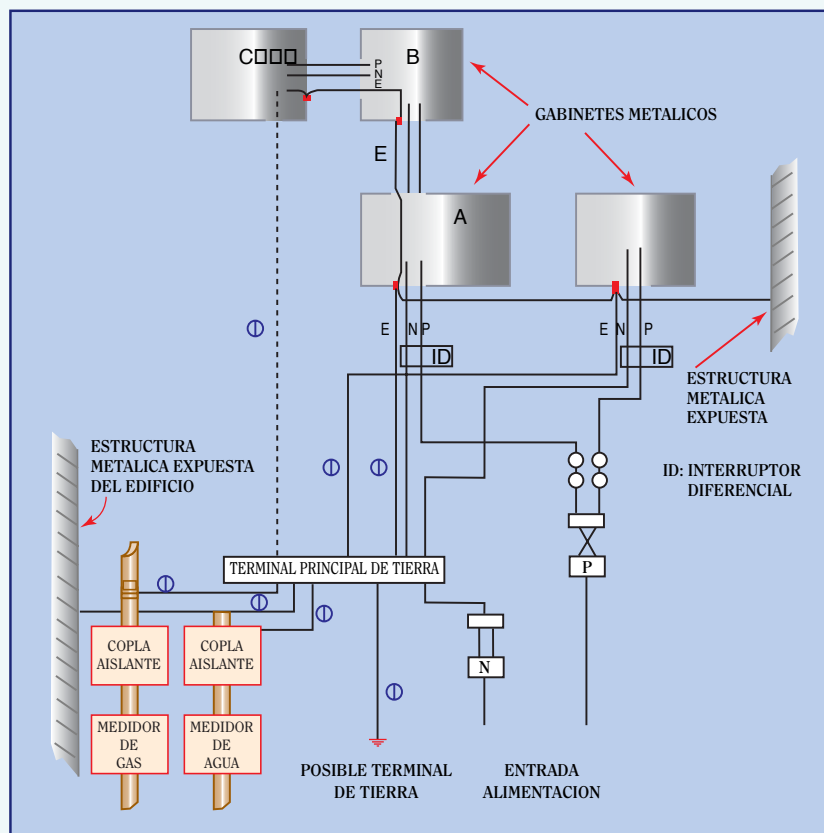 C□□□
B
P
N
E
GABINETES METALICOS
E
A
E N P
E N P
ID
ID
ESTRUCTURA
METALICA
EXPUESTA
ESTRUCTURA
METALICA EXPUESTA
DEL EDIFICIO
ID: INTERRUPTOR
DIFERENCIAL
TERMINAL PRINCIPAL DE TIERRA
P
COPLA
AISLANTE
COPLA
AISLANTE
N
MEDIDOR
DE
GAS
MEDIDOR
DE
AGUA
POSIBLE TERMINAL
DE TIERRA
ENTRADA
ALIMENTACION